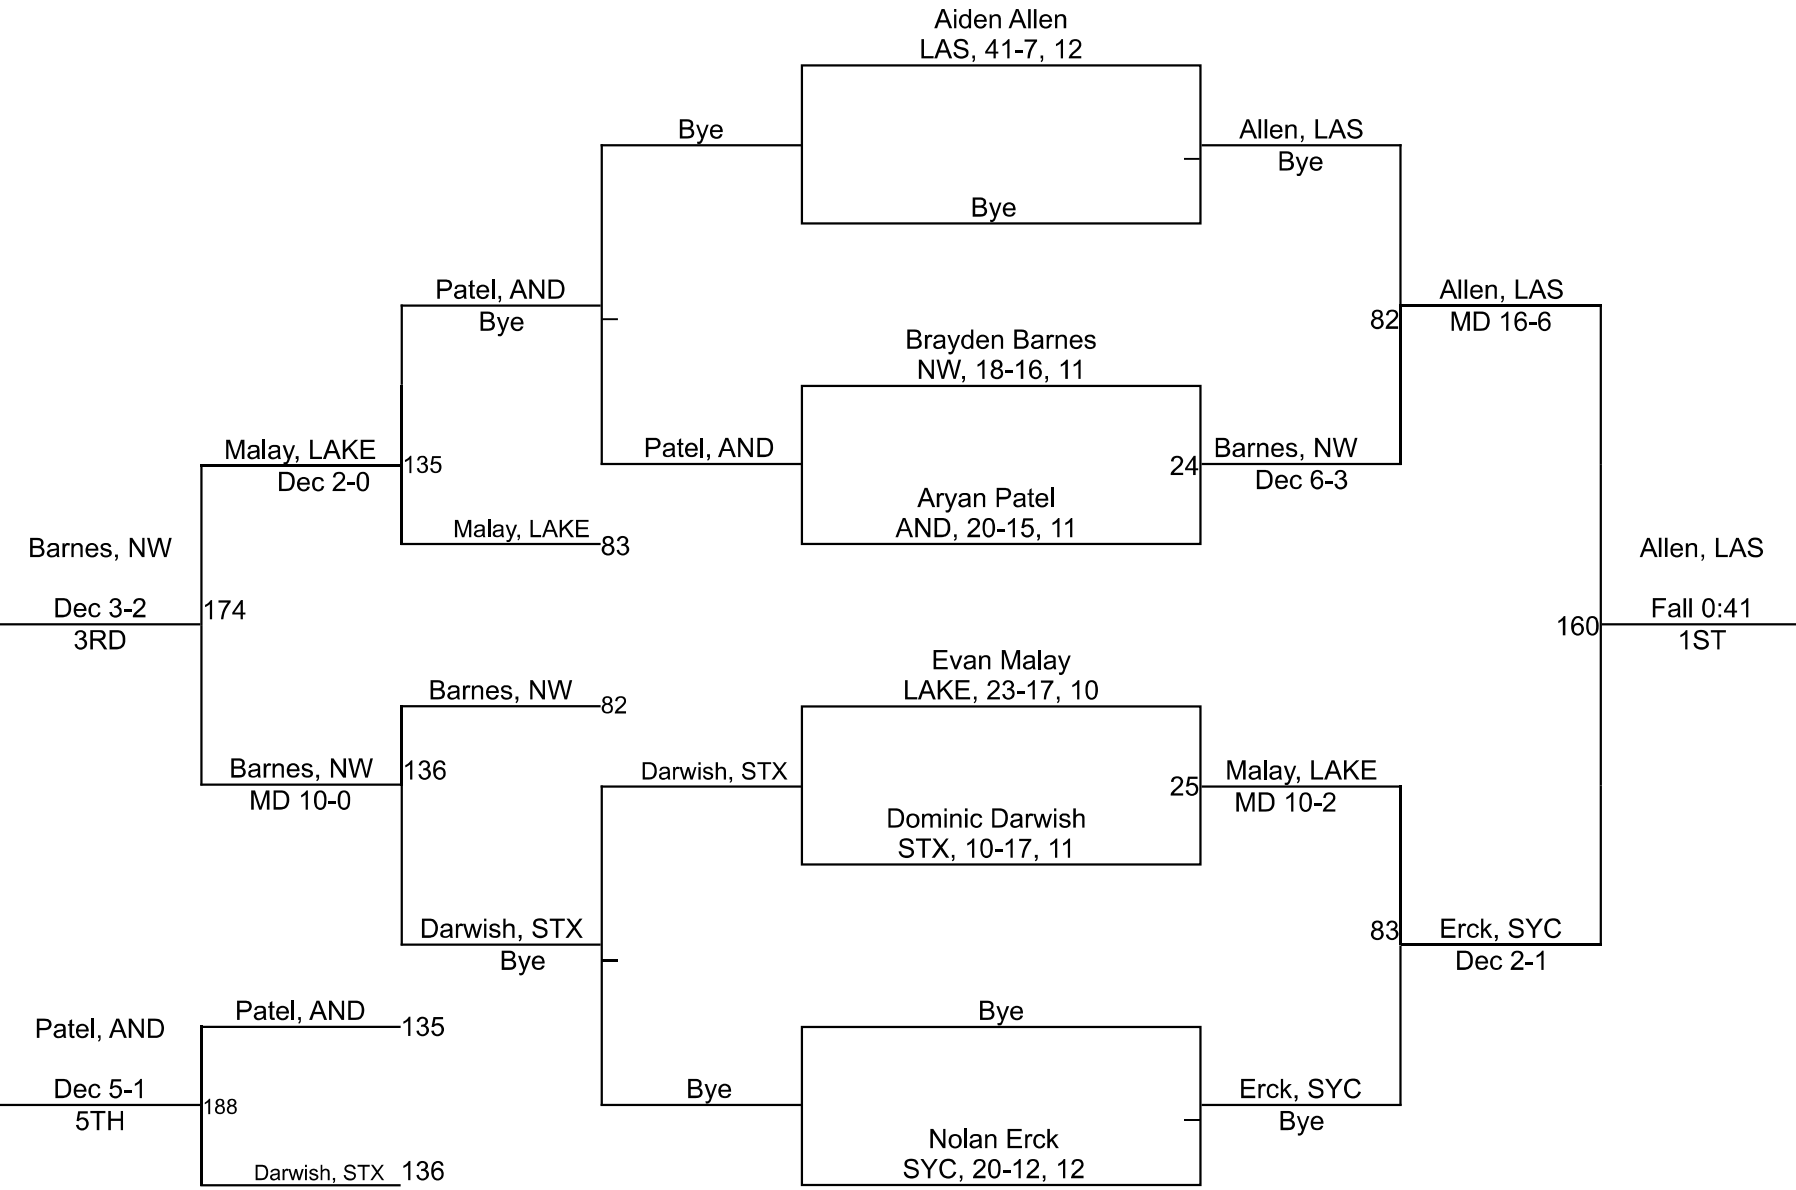 Aiden Allen
LAS, 41-7, 12
Bye
Allen, LAS
Bye
Bye
Patel, AND
Bye
Allen, LAS
82
MD 16-6
Brayden Barnes
NW, 18-16, 11
Malay, LAKE
Dec 2-0
135
Patel, AND
24
Barnes, NW
Dec 6-3
Aryan Patel
AND, 20-15, 11
Malay, LAKE
83
Barnes, NW
Dec 3-2
3RD
174
Allen, LAS
160
Fall 0:41
1ST
Evan Malay
LAKE, 23-17, 10
Barnes, NW
82
Barnes, NW
MD 10-0
136
Darwish, STX
25
Malay, LAKE
MD 10-2
Dominic Darwish
STX, 10-17, 11
Darwish, STX
Bye
83
Erck, SYC
Dec 2-1
Patel, AND
Dec 5-1
5TH
Patel, AND
135
188
Bye
Bye
Erck, SYC
Bye
Nolan Erck
SYC, 20-12, 12
Darwish, STX
136